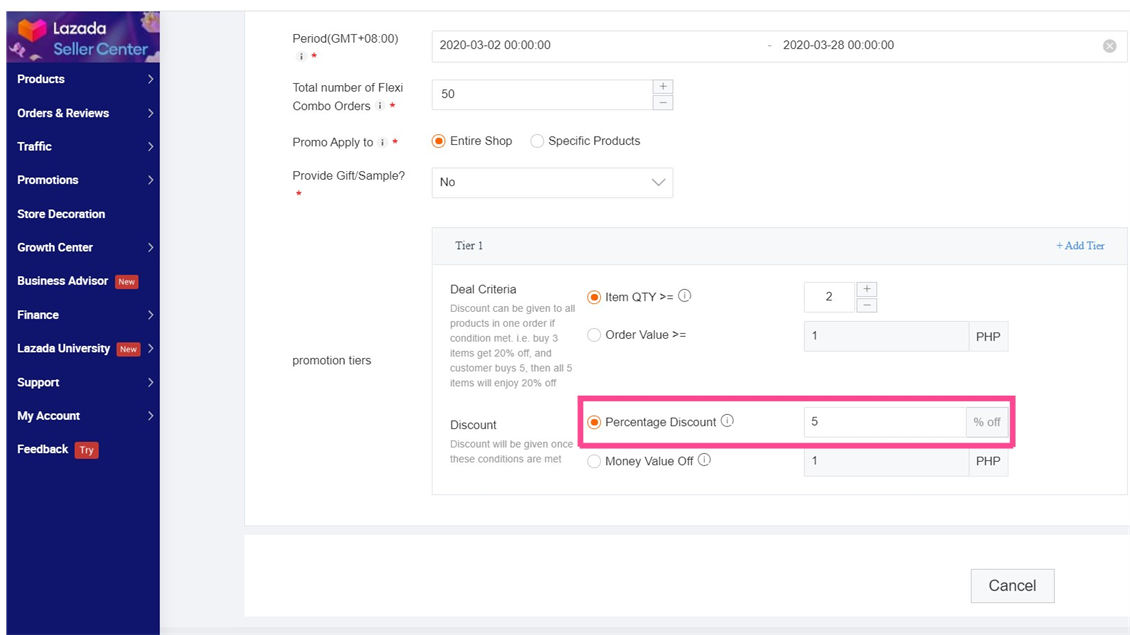 Lazada
Seller Center
Products
Orders & Reviews
Traffic
Promotions
Store Decoration
Growth Center
Business Advisor New
Finance
Lazada University New
Support
My Account
Feedback Try
Period(GMT+08:00)
i *
2020-03-02 00:00:00 - 2020-03-28 00:00:00
Total number of Flexi
Combo Orders i *
50
+
−
Promo Apply to i *
Entire Shop Specific Products
Provide Gift/Sample?
*
No
promotion tiers
Tier 1 + Add Tier
Deal Criteria
Discount can be given to all
products in one order if
condition met. i.e. buy 3
items get 20% off, and
customer buys 5, then all 5
items will enjoy 20% off
Item QTY >= i 2
+
−
Order Value >= 1 PHP
Discount
Discount will be given once
these conditions are met
Percentage Discount i 5 % off
Money Value Off i 1 PHP
Cancel